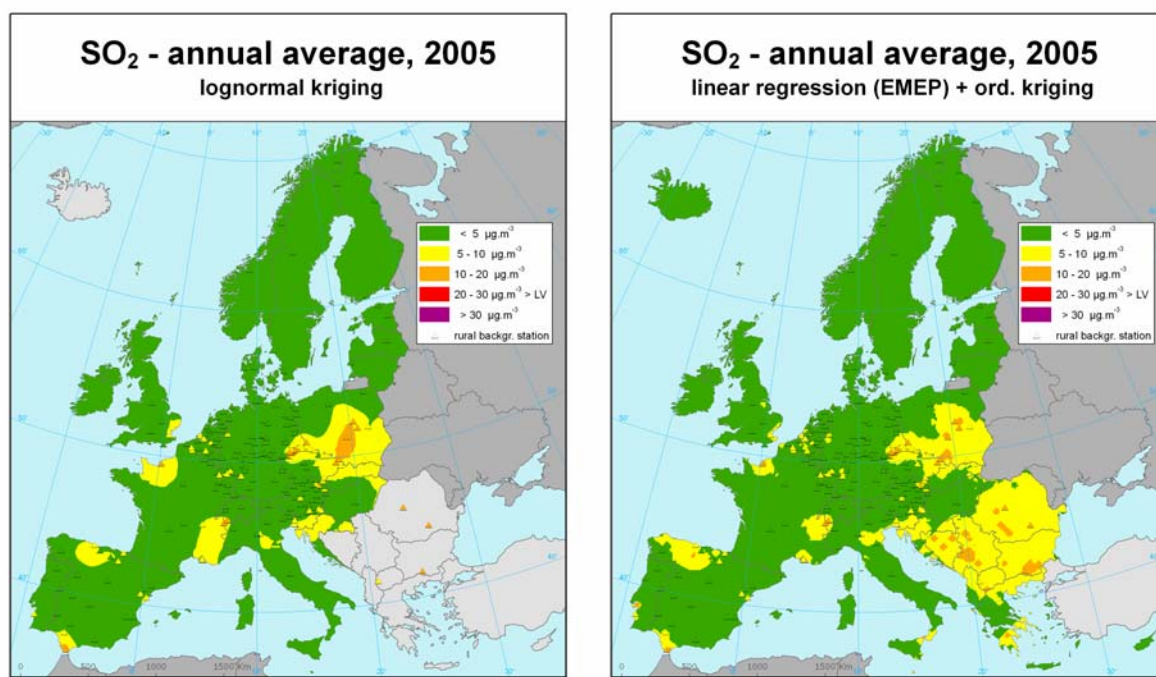 SO₂ - annual average, 2005
lognormal kriging
< 5 µg.m⁻³
5 - 10 µg.m⁻³
10 - 20 µg.m⁻³
20 - 30 µg.m⁻³ > LV
> 30 µg.m⁻³
rural backgr. station
0 500 1000 1500 Km
SO₂ - annual average, 2005
linear regression (EMEP) + ord. kriging
< 5 µg.m⁻³
5 - 10 µg.m⁻³
10 - 20 µg.m⁻³
20 - 30 µg.m⁻³ > LV
> 30 µg.m⁻³
rural backgr. station
0 500 1000 1500 Km